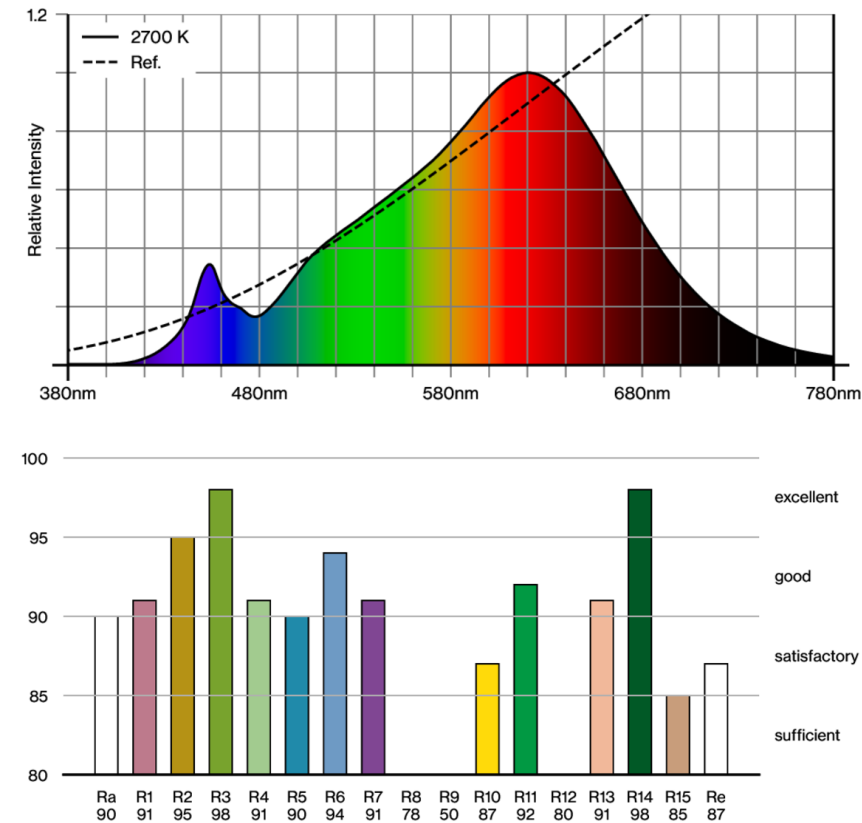 1.2
2700 K
Ref.
Relative Intensity
380nm 480nm 580nm 680nm 780nm
100
excellent
95
good
90
satisfactory
85
sufficient
80
Ra R1 R2 R3 R4 R5 R6 R7 R8 R9 R10 R11 R12 R13 R14 R15 Re
90 91 95 98 91 90 94 91 78 50 87 92 80 91 98 85 87